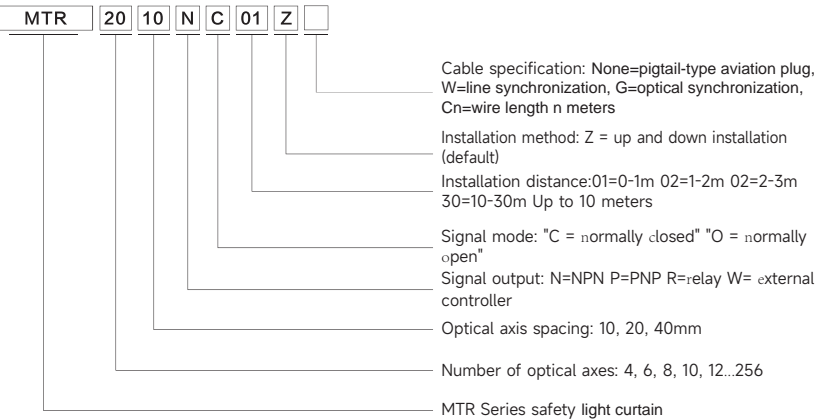 MTR 20 10 N C 01 Z
Cable specification: None=pigtail-type aviation plug,
W=line synchronization, G=optical synchronization,
Cn=wire length n meters
Installation method: Z = up and down installation
(default)
Installation distance:01=0-1m 02=1-2m 02=2-3m
30=10-30m Up to 10 meters
Signal mode: "C = normally closed" "O = normally
open"
Signal output: N=NPN P=PNP R=relay W= external
controller
Optical axis spacing: 10, 20, 40mm
Number of optical axes: 4, 6, 8, 10, 12...256
MTR Series safety light curtain